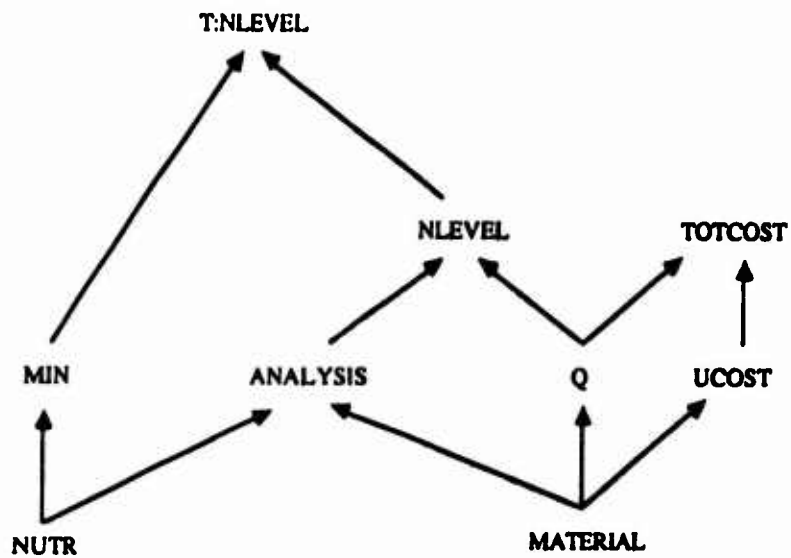 T:NLEVEL
NLEVEL TOTCOST
MIN ANALYSIS Q UCOST
NUTR MATERIAL